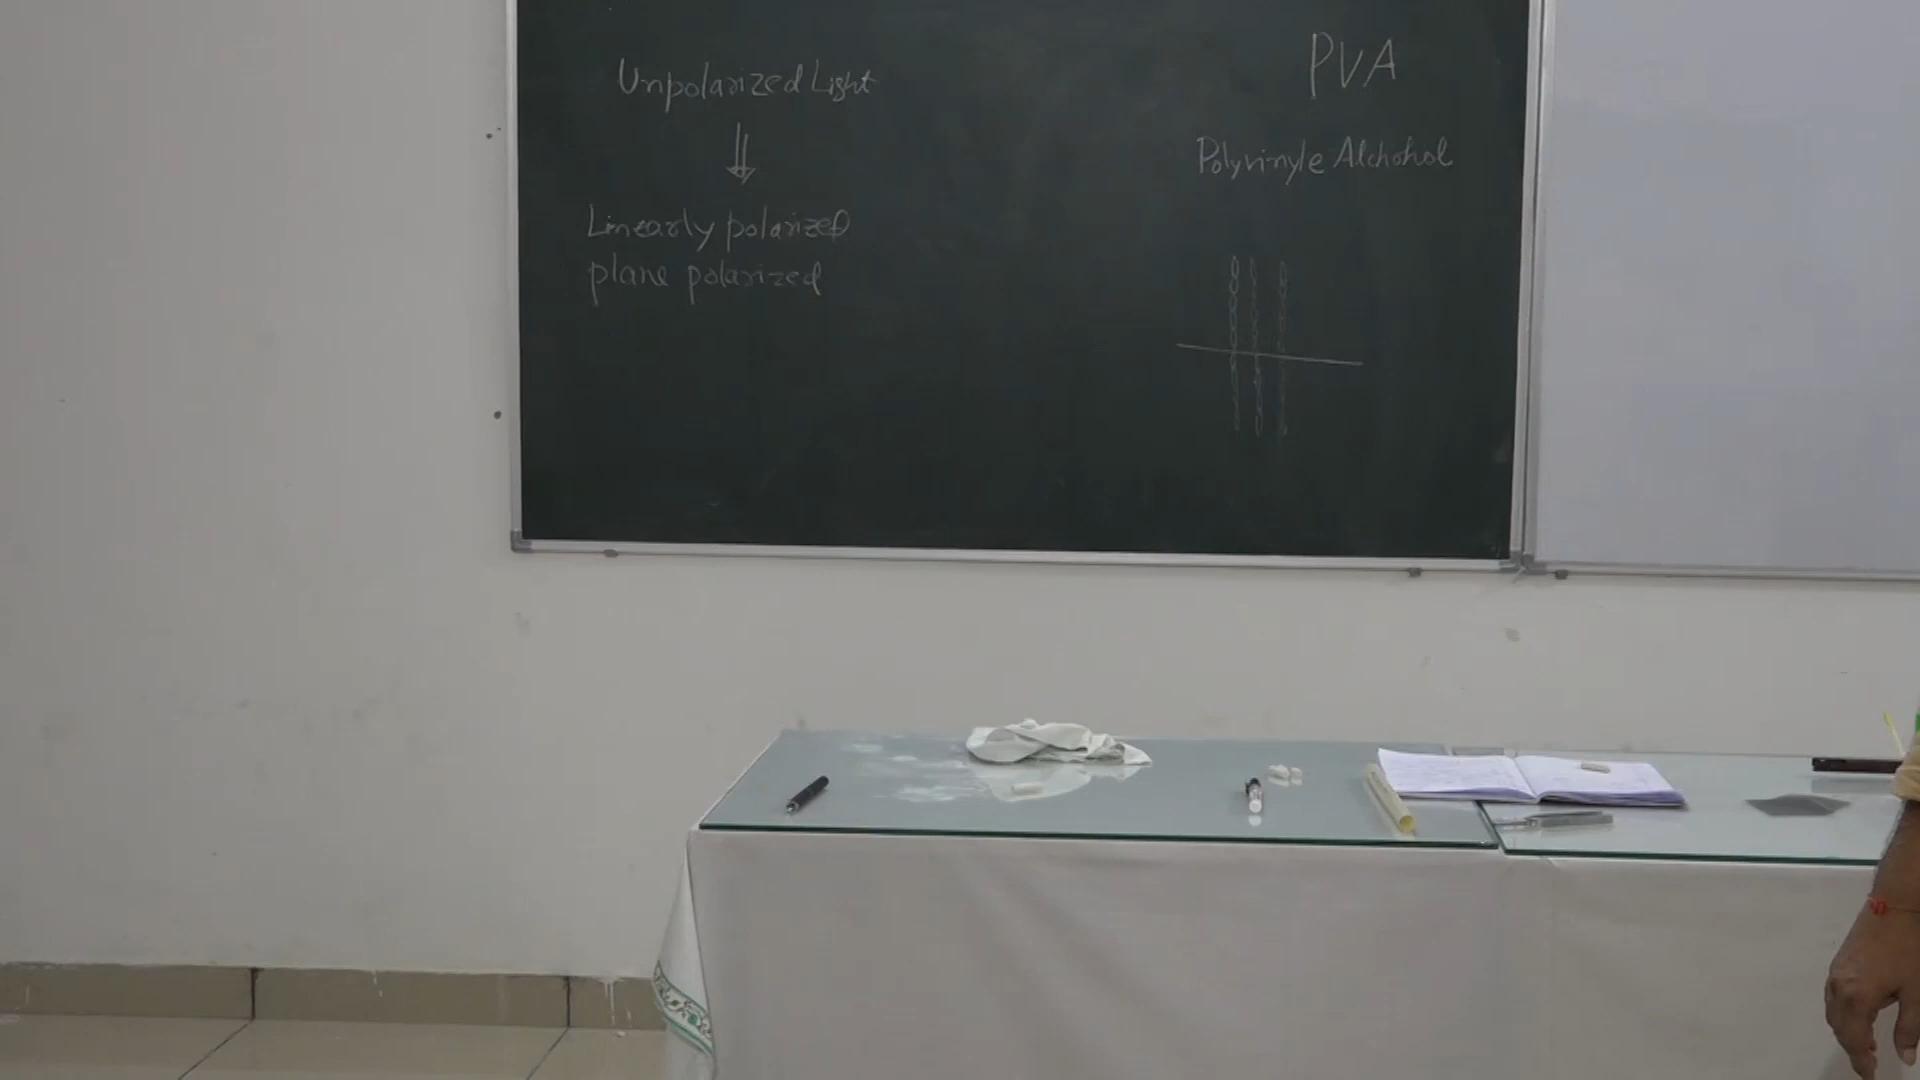 Unpolarized Light
Linearly polarized
plane polarized
PVA
Polyvinyle Alchohol